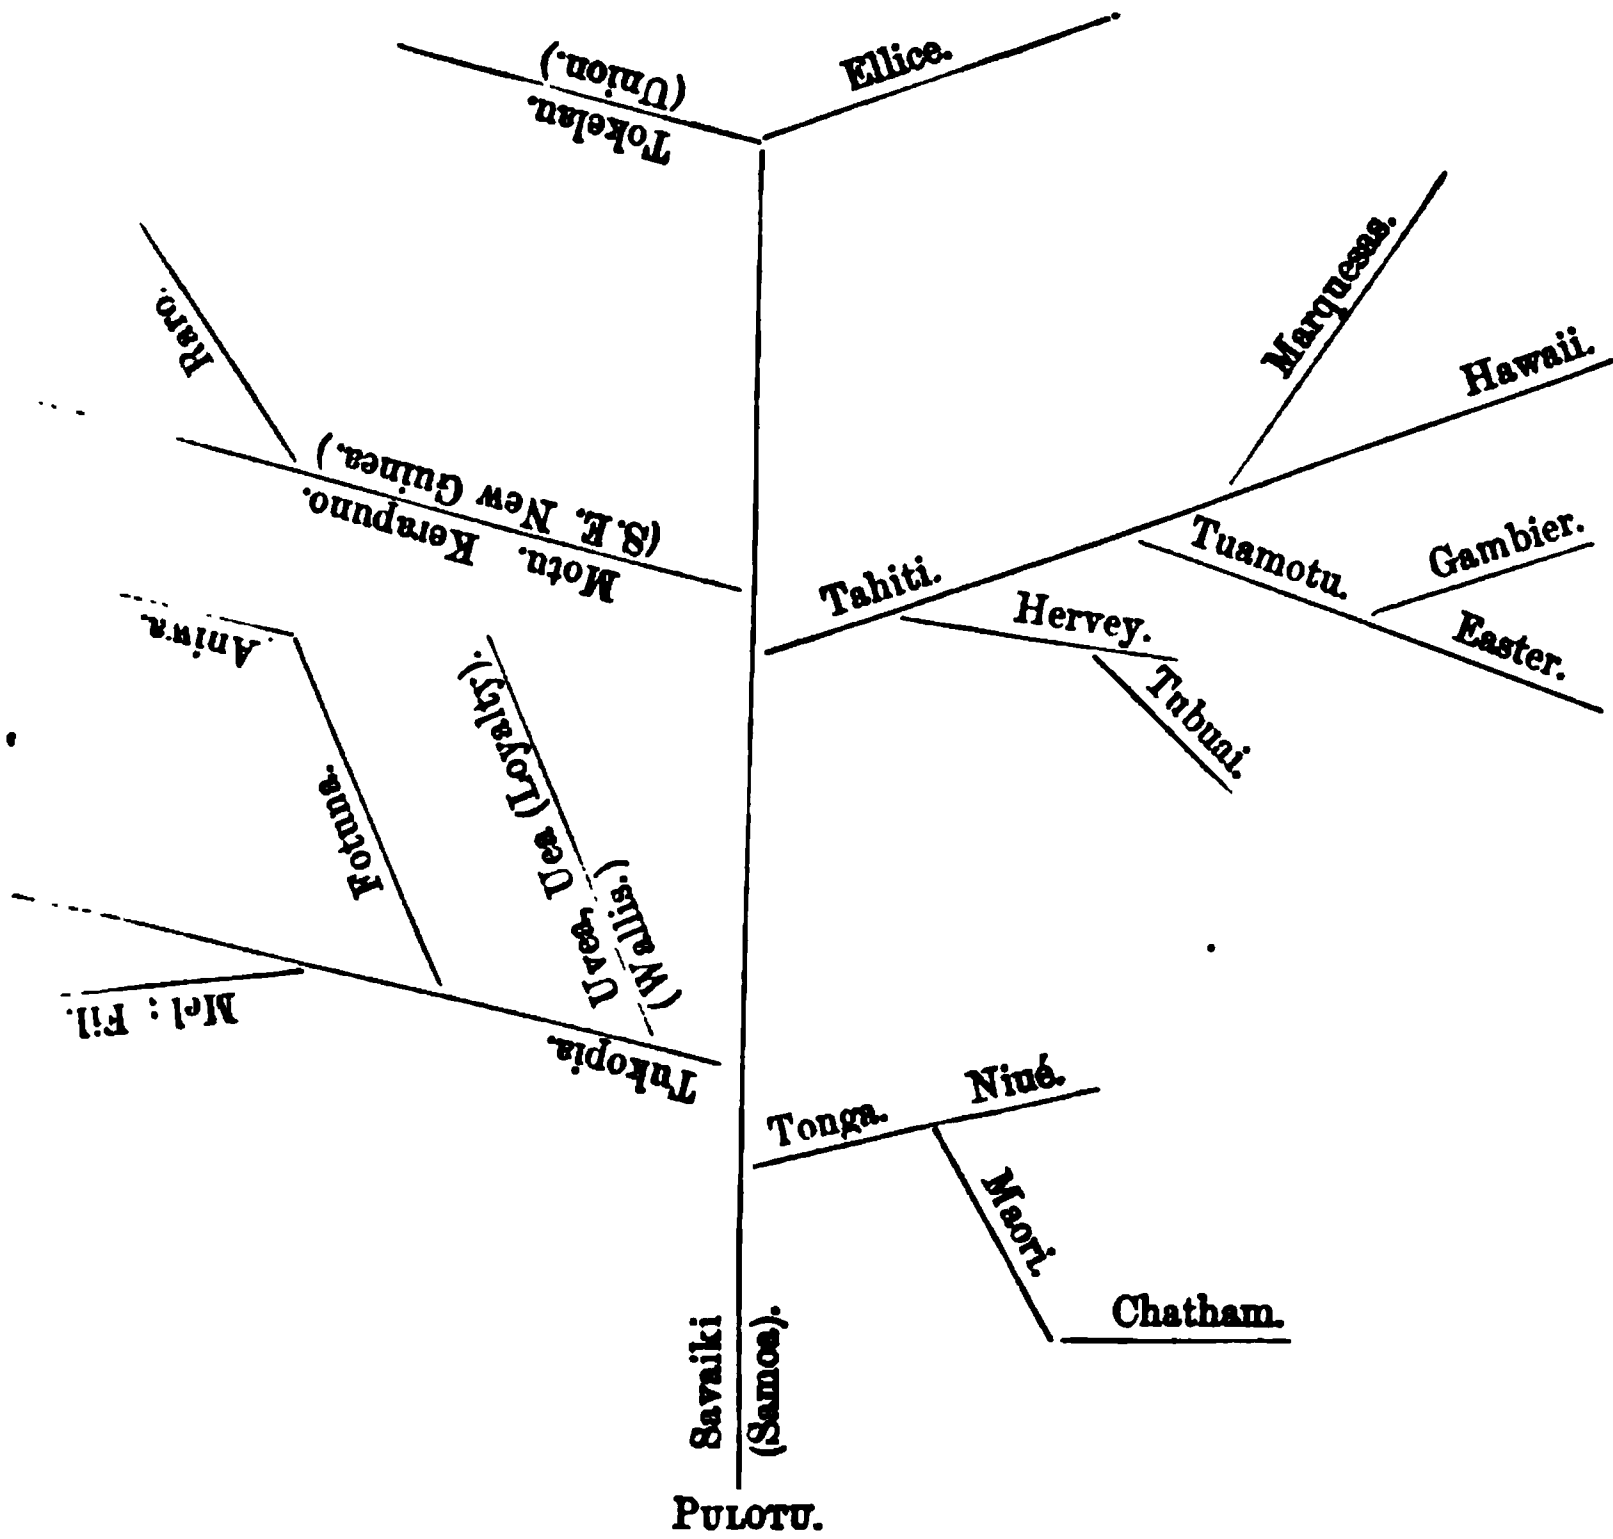 Ellice.
(Union.)
Tokelau.
Marquesas.
Hawaii.
Raro.
(S.E. New Guinea.)
Motu. Kerapuno.
Tuamotu.
Gambier.
Tahiti.
Hervey.
Easter.
Tubuai.
Aniwa.
Fotuna.
Uvea, Uea (Loyalty).
(Wallis.)
Mel: Fil.
Tukopia.
Tonga.
Niué.
Maori.
Chatham.
Savaiki
(Samoa).
PULOTU.